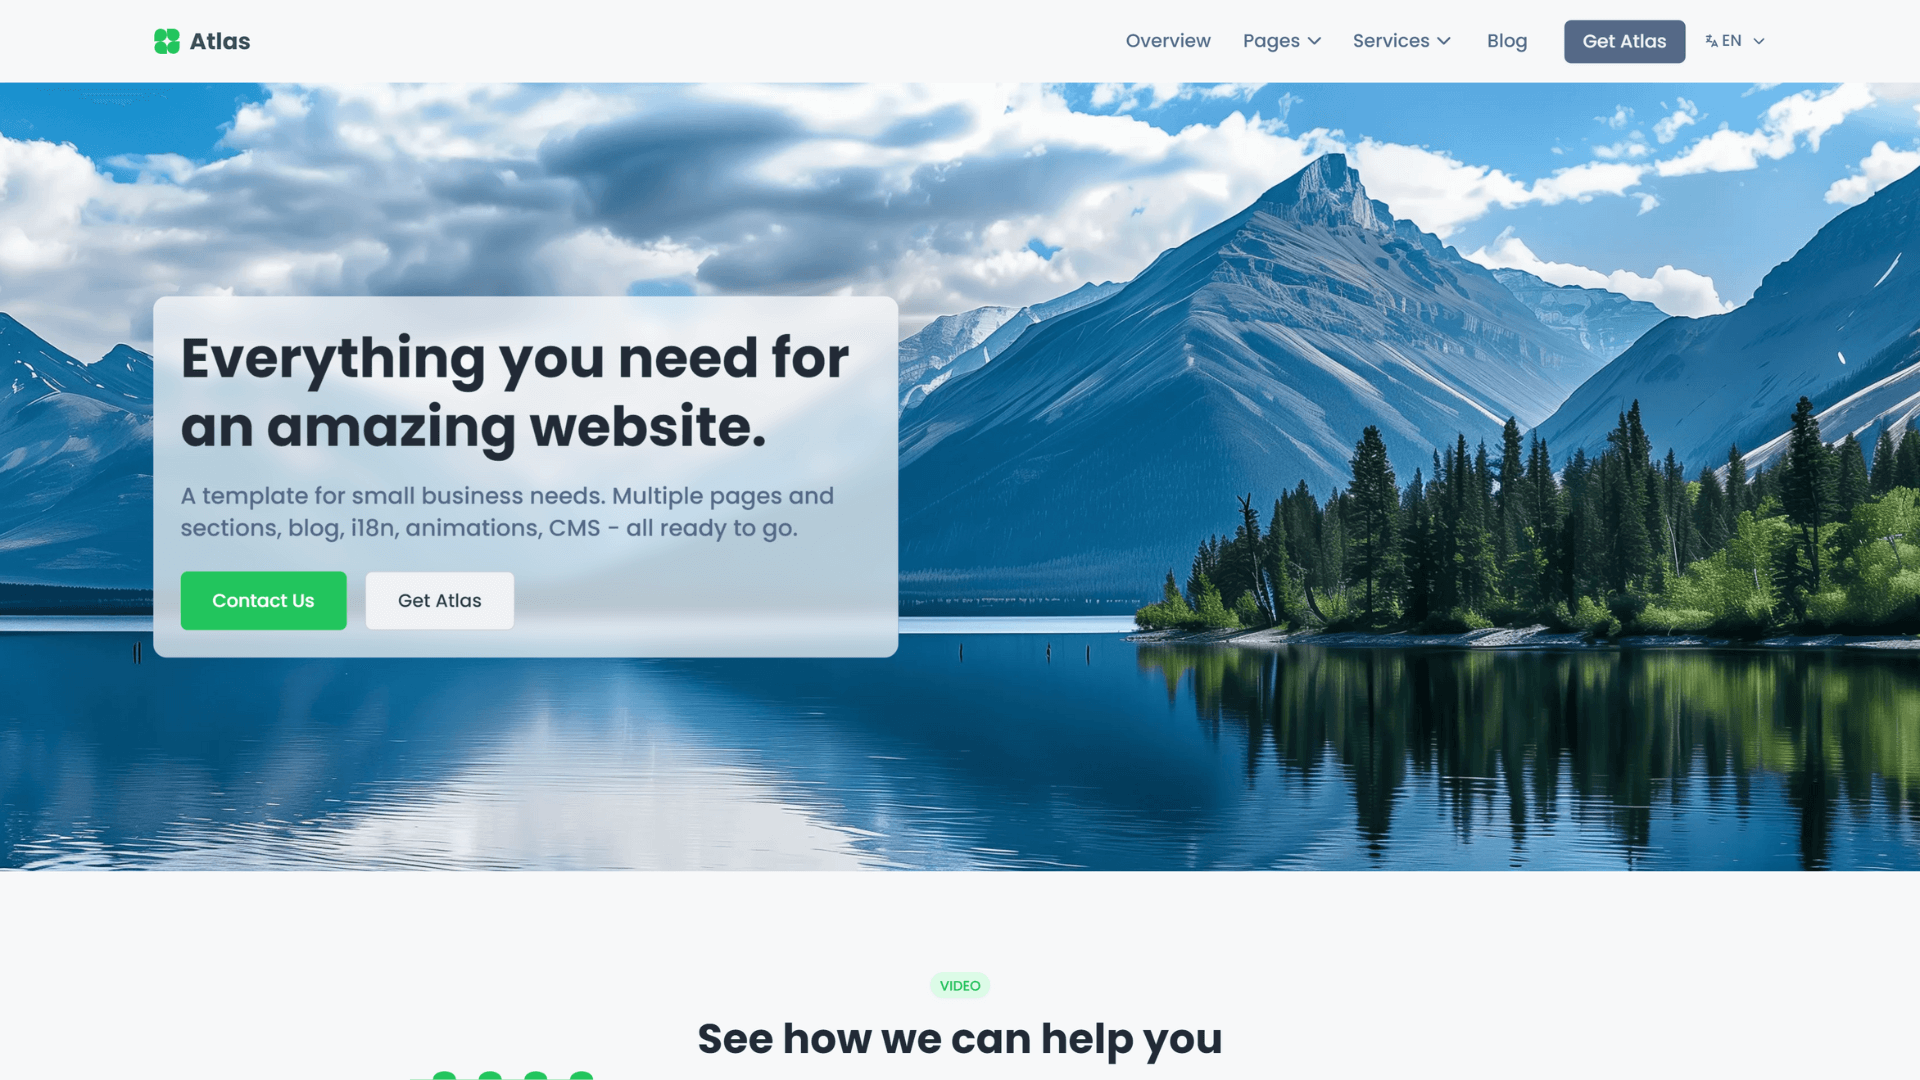 Atlas
Overview
Pages
Services
Blog
Get Atlas
EN
Everything you need for
an amazing website.
A template for small business needs. Multiple pages and
sections, blog, i18n, animations, CMS - all ready to go.
Contact Us
Get Atlas
VIDEO
See how we can help you